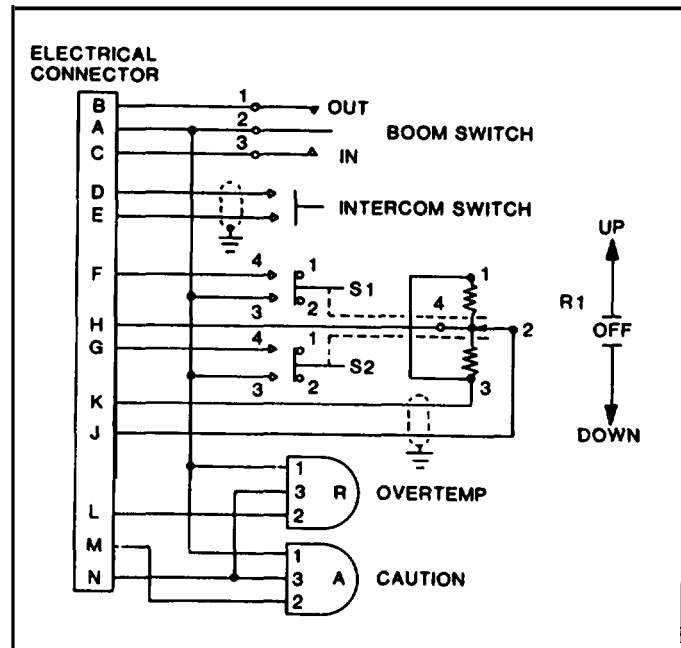 ELECTRICAL
CONNECTOR
B 1 OUT
A 2 BOOM SWITCH
C 3 IN
D
E INTERCOM SWITCH
UP
F 4 1 S1 1
3 2 4 R1
H 2 OFF
G 4 1
3 2 S2 3
K
J DOWN
1
3 R OVERTEMP
L 2
M 1
N 3 A CAUTION
2